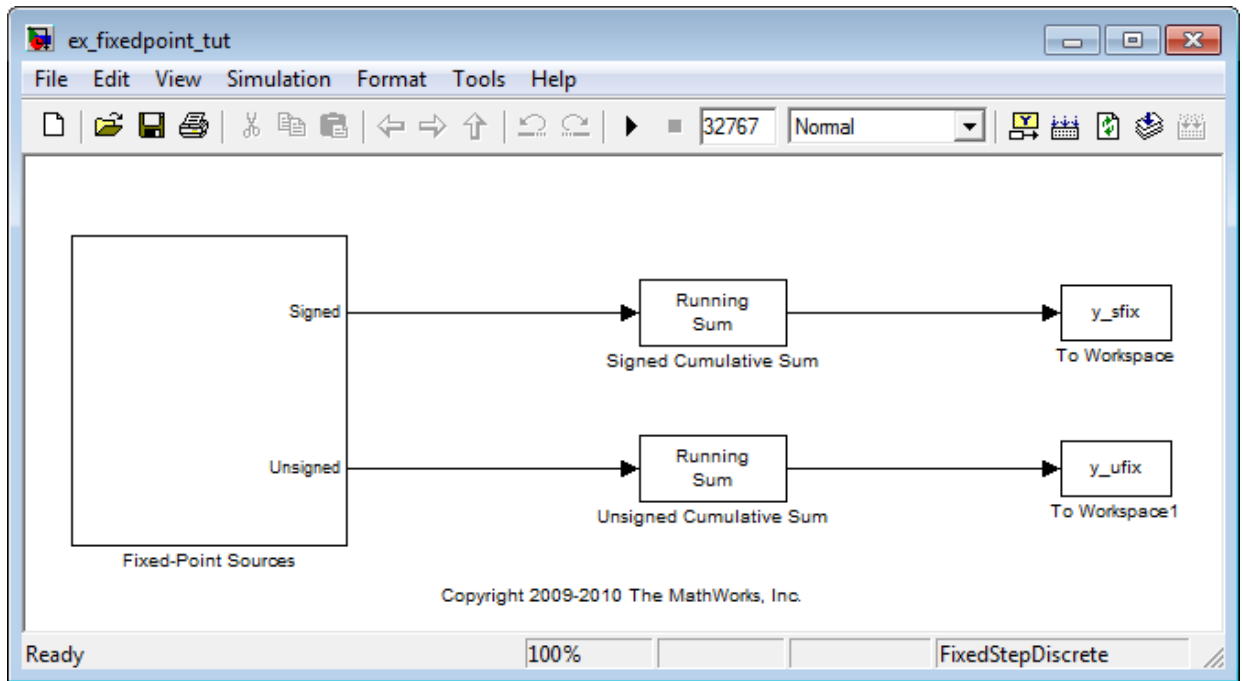 ex_fixedpoint_tut
File Edit View Simulation Format Tools Help
32767 Normal
Signed
Running
Sum
Signed Cumulative Sum
y_sfix
To Workspace
Unsigned
Running
Sum
Unsigned Cumulative Sum
y_ufix
To Workspace1
Fixed-Point Sources
Copyright 2009-2010 The MathWorks, Inc.
Ready 100% FixedStepDiscrete